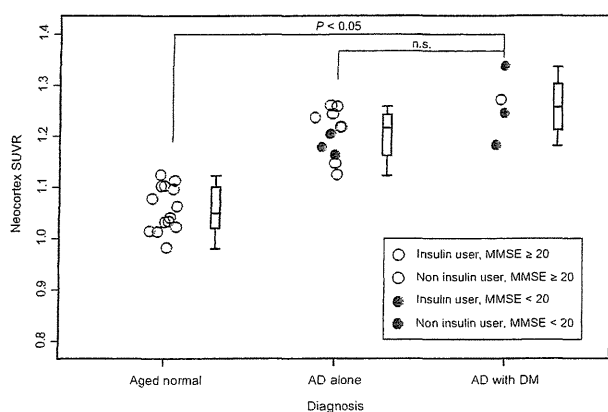 P < 0.05
n.s.
1.4
1.3
1.2
1.1
1.0
0.9
0.8
Neocortex SUVR
Insulin user, MMSE ≥ 20
Non insulin user, MMSE ≥ 20
Insulin user, MMSE < 20
Non insulin user, MMSE < 20
Aged normal
AD alone
AD with DM
Diagnosis